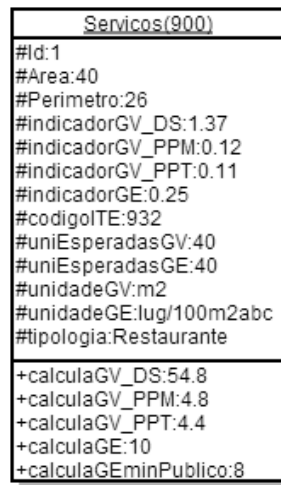 Servicos(900)
#Id:1
#Area:40
#Perimetro:26
#indicadorGV_DS:1.37
#indicadorGV_PPM:0.12
#indicadorGV_PPT:0.11
#indicadorGE:0.25
#codigoITE:932
#uniEsperadasGV:40
#uniEsperadasGE:40
#unidadeGV:m2
#unidadeGE:lug/100m2abc
#tipologia:Restaurante
+calculaGV_DS:54.8
+calculaGV_PPM:4.8
+calculaGV_PPT:4.4
+calculaGE:10
+calculaGEminPublico:8